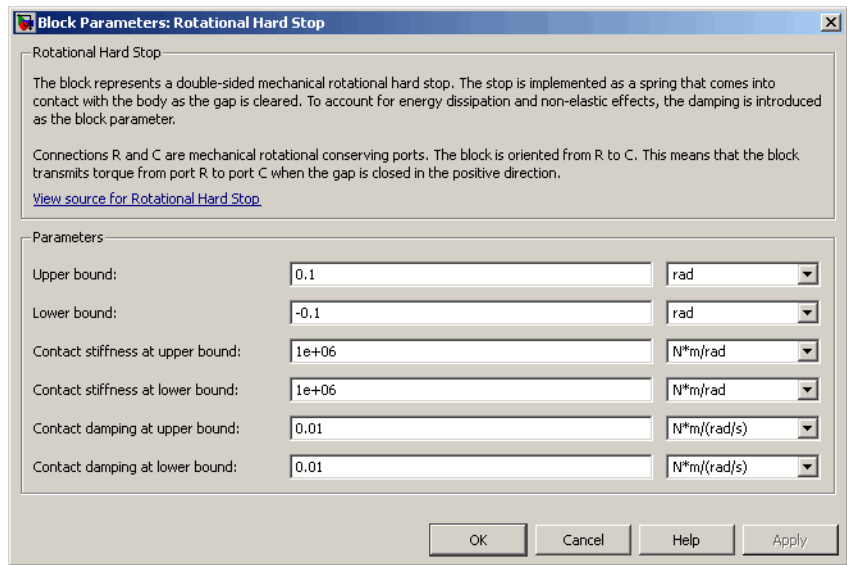 Block Parameters: Rotational Hard Stop
Rotational Hard Stop
The block represents a double-sided mechanical rotational hard stop. The stop is implemented as a spring that comes into
contact with the body as the gap is cleared. To account for energy dissipation and non-elastic effects, the damping is introduced
as the block parameter.
Connections R and C are mechanical rotational conserving ports. The block is oriented from R to C. This means that the block
transmits torque from port R to port C when the gap is closed in the positive direction.
View source for Rotational Hard Stop
Parameters
Upper bound: 0.1 rad
Lower bound: -0.1 rad
Contact stiffness at upper bound: 1e+06 N*m/rad
Contact stiffness at lower bound: 1e+06 N*m/rad
Contact damping at upper bound: 0.01 N*m/(rad/s)
Contact damping at lower bound: 0.01 N*m/(rad/s)
OK Cancel Help Apply